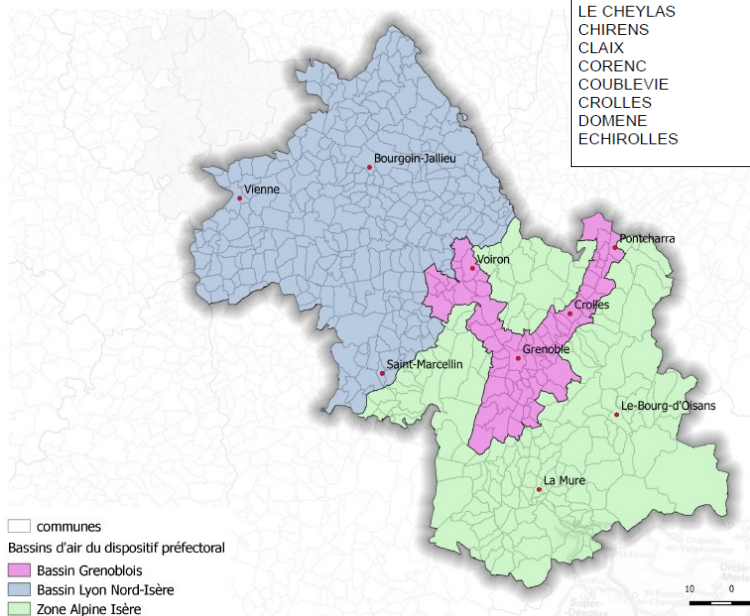 LE CHEYLAS
CHIRENS
CLAIX
CORENC
COUBLEVIE
CROLLES
DOMENE
ECHIROLLES
Bourgoin-Jallieu
Vienne
Pontcharra
Voiron
Crolles
Grenoble
Saint-Marcellin
Le-Bourg-d'Oisans
La Mure
communes
Bassins d'air du dispositif préfectoral
Bassin Grenoblois
Bassin Lyon Nord-Isère
Zone Alpine Isère
10 0